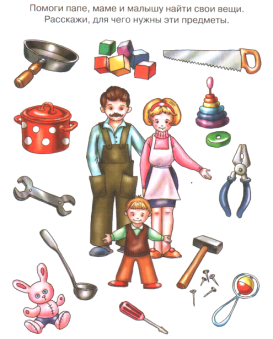 Помоги папе, маме и малышу найти свои вещи.
Расскажи, для чего нужны эти предметы.